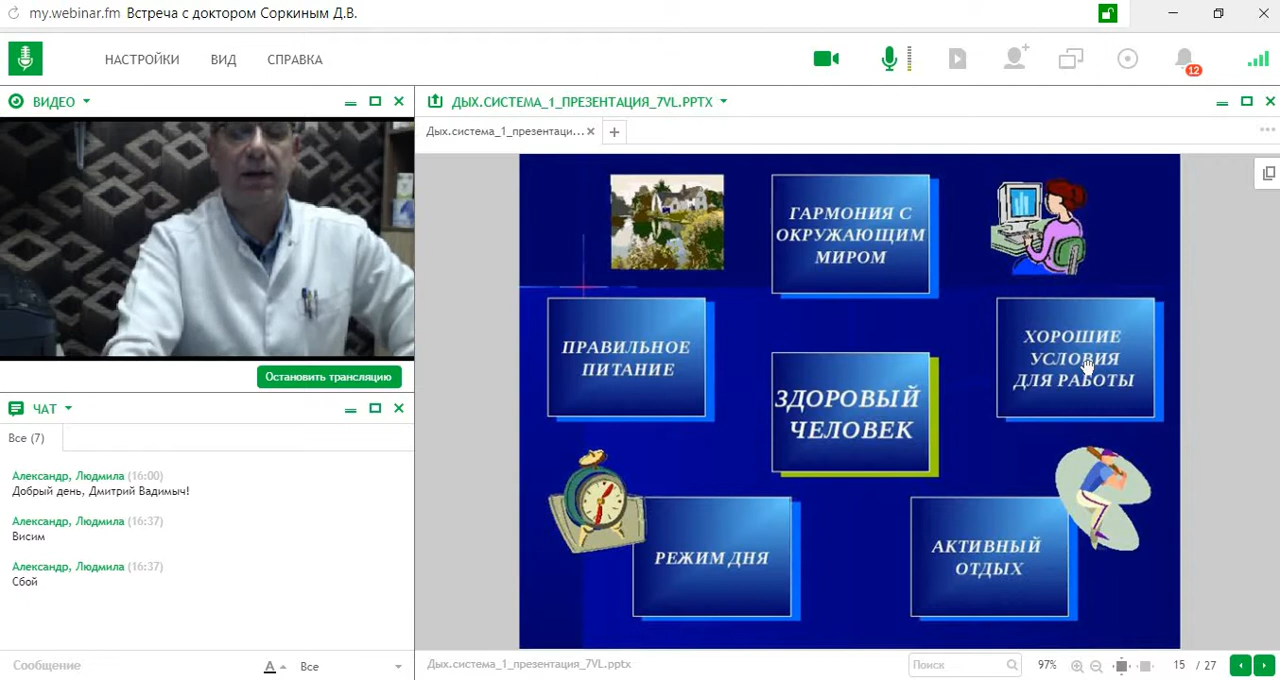 my.webinar.fm Встреча с доктором Соркиным Д.В.
НАСТРОЙКИ ВИД СПРАВКА
12
ВИДЕО
Остановить трансляцию
ЧАТ
Все (7)
Александр, Людмила (16:00)
Добрый день, Дмитрий Вадимыч!
Александр, Людмила (16:37)
Висим
Александр, Людмила (16:37)
Сбой
Сообщение
A
Все
ДЫХ.СИСТЕМА_1_ПРЕЗЕНТАЦИЯ_7VL.PPTX
Дых.система_1_презентаци...
ГАРМОНИЯ С
ОКРУЖАЮЩИМ
МИРОМ
ПРАВИЛЬНОЕ
ПИТАНИЕ
ХОРОШИЕ
УСЛОВИЯ
ДЛЯ РАБОТЫ
ЗДОРОВЫЙ
ЧЕЛОВЕК
РЕЖИМ ДНЯ
АКТИВНЫЙ
ОТДЫХ
Дых.система_1_презентация_7VL.pptx
Поиск
97%
15 / 27